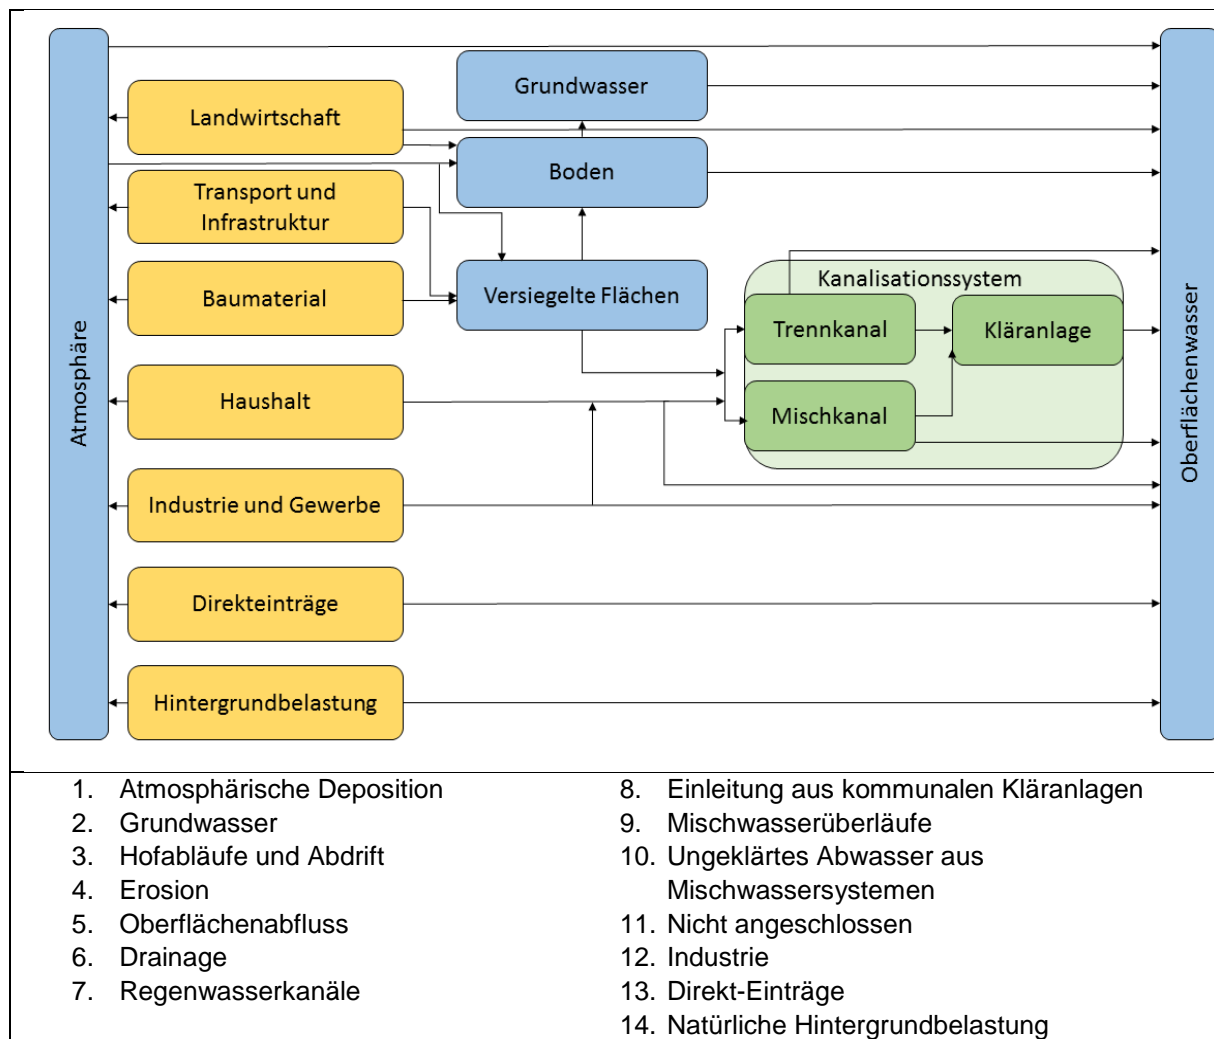 Atmosphäre
Landwirtschaft
Transport und
Infrastruktur
Baumaterial
Haushalt
Industrie und Gewerbe
Direkteinträge
Hintergrundbelastung
Grundwasser
Boden
Versiegelte Flächen
Kanalisationssystem
Trennkanal
Kläranlage
Mischkanal
Oberflächenwasser
1. Atmosphärische Deposition
2. Grundwasser
3. Hofabläufe und Abdrift
4. Erosion
5. Oberflächenabfluss
6. Drainage
7. Regenwasserkanäle
8. Einleitung aus kommunalen Kläranlagen
9. Mischwasserüberläufe
10. Ungeklärtes Abwasser aus
Mischwassersystemen
11. Nicht angeschlossen
12. Industrie
13. Direkt-Einträge
14. Natürliche Hintergrundbelastung